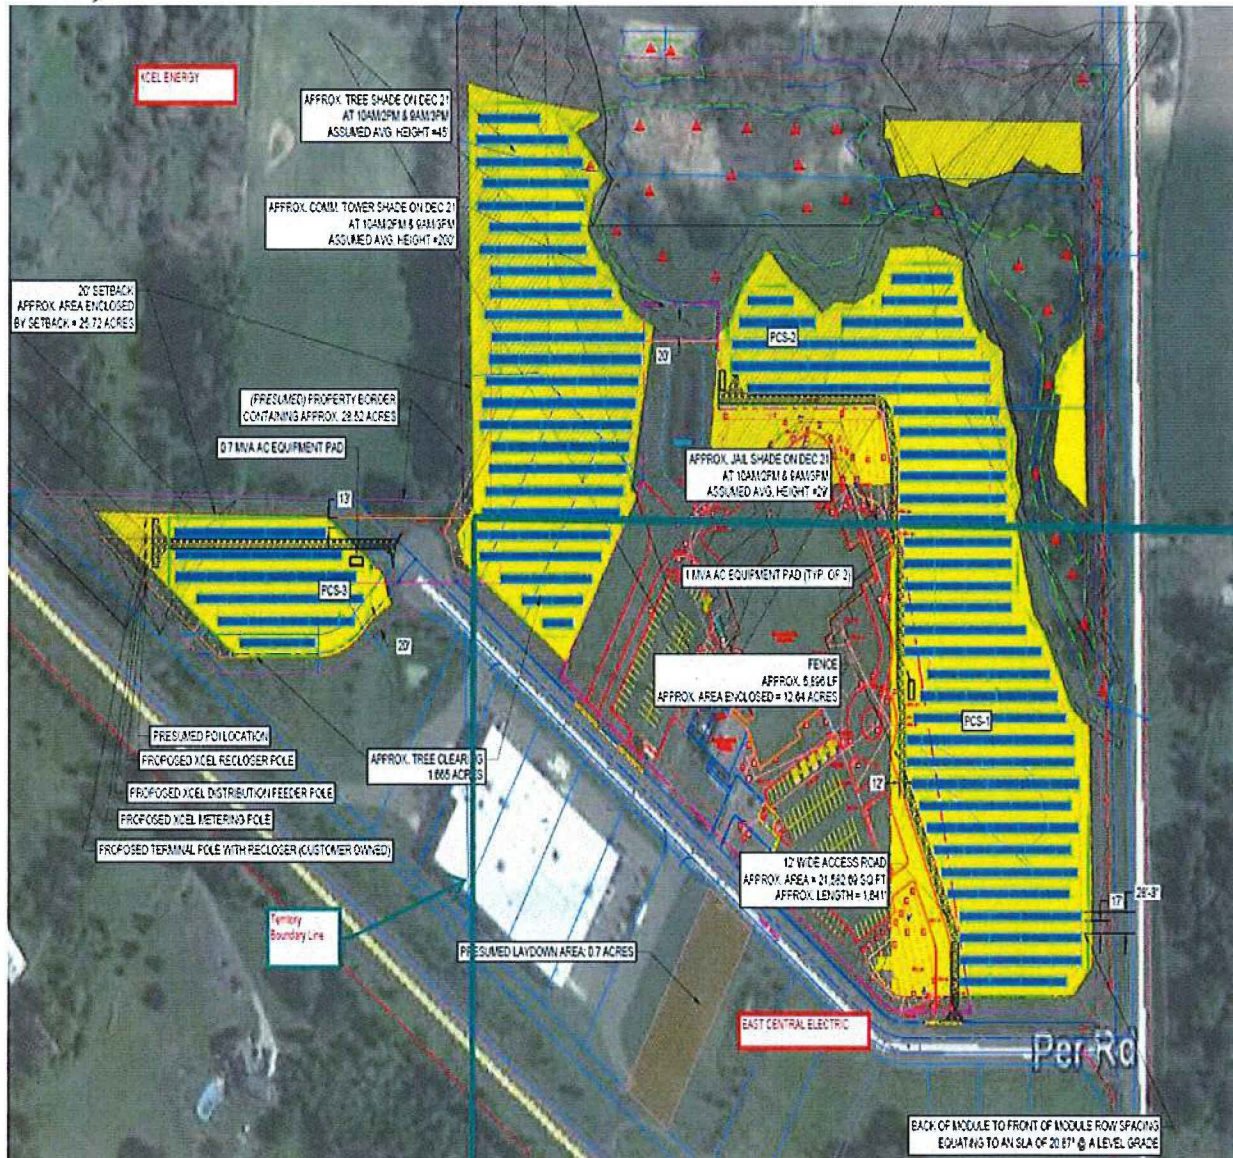 XCEL ENERGY
APPROX. TREE SHADE ON DEC 21
AT 10AM/2PM & 9AM/3PM
ASSUMED AVG. HEIGHT =45'
APPROX. COMM. TOWER SHADE ON DEC 21
AT 10AM/2PM & 9AM/3PM
ASSUMED AVG. HEIGHT =200'
20' SETBACK
APPROX. AREA ENCLOSED
BY SETBACK = 25.72 ACRES
PCS-2
20'
(PRESUMED) PROPERTY BORDER
CONTAINING APPROX. 28.52 ACRES
0.7 MVA AC EQUIPMENT PAD
APPROX. JAIL SHADE ON DEC 21
AT 10AM/2PM & 9AM/3PM
ASSUMED AVG. HEIGHT =29'
13'
1 MVA AC EQUIPMENT PAD (TYP. OF 2)
PCS-3
20'
FENCE
APPROX. 5,896 LF
APPROX. AREA ENCLOSED = 12.64 ACRES
PCS-1
PRESUMED POI LOCATION
PROPOSED XCEL RECLOSER POLE
PROPOSED XCEL DISTRIBUTION FEEDER POLE
PROPOSED XCEL METERING POLE
PROPOSED TERMINAL POLE WITH RECLOSER (CUSTOMER OWNED)
APPROX. TREE CLEARING
1.665 ACRES
12'
12' WIDE ACCESS ROAD
APPROX. AREA = 21,562.69 SQ FT
APPROX. LENGTH = 1,841'
17'
26'-8"
Territory
Boundary Line
PRESUMED LAYDOWN AREA: 0.7 ACRES
EAST CENTRAL ELECTRIC
Per Rd
BACK OF MODULE TO FRONT OF MODULE ROW SPACING
EQUATING TO AN SLA OF 20.87° @ A LEVEL GRADE